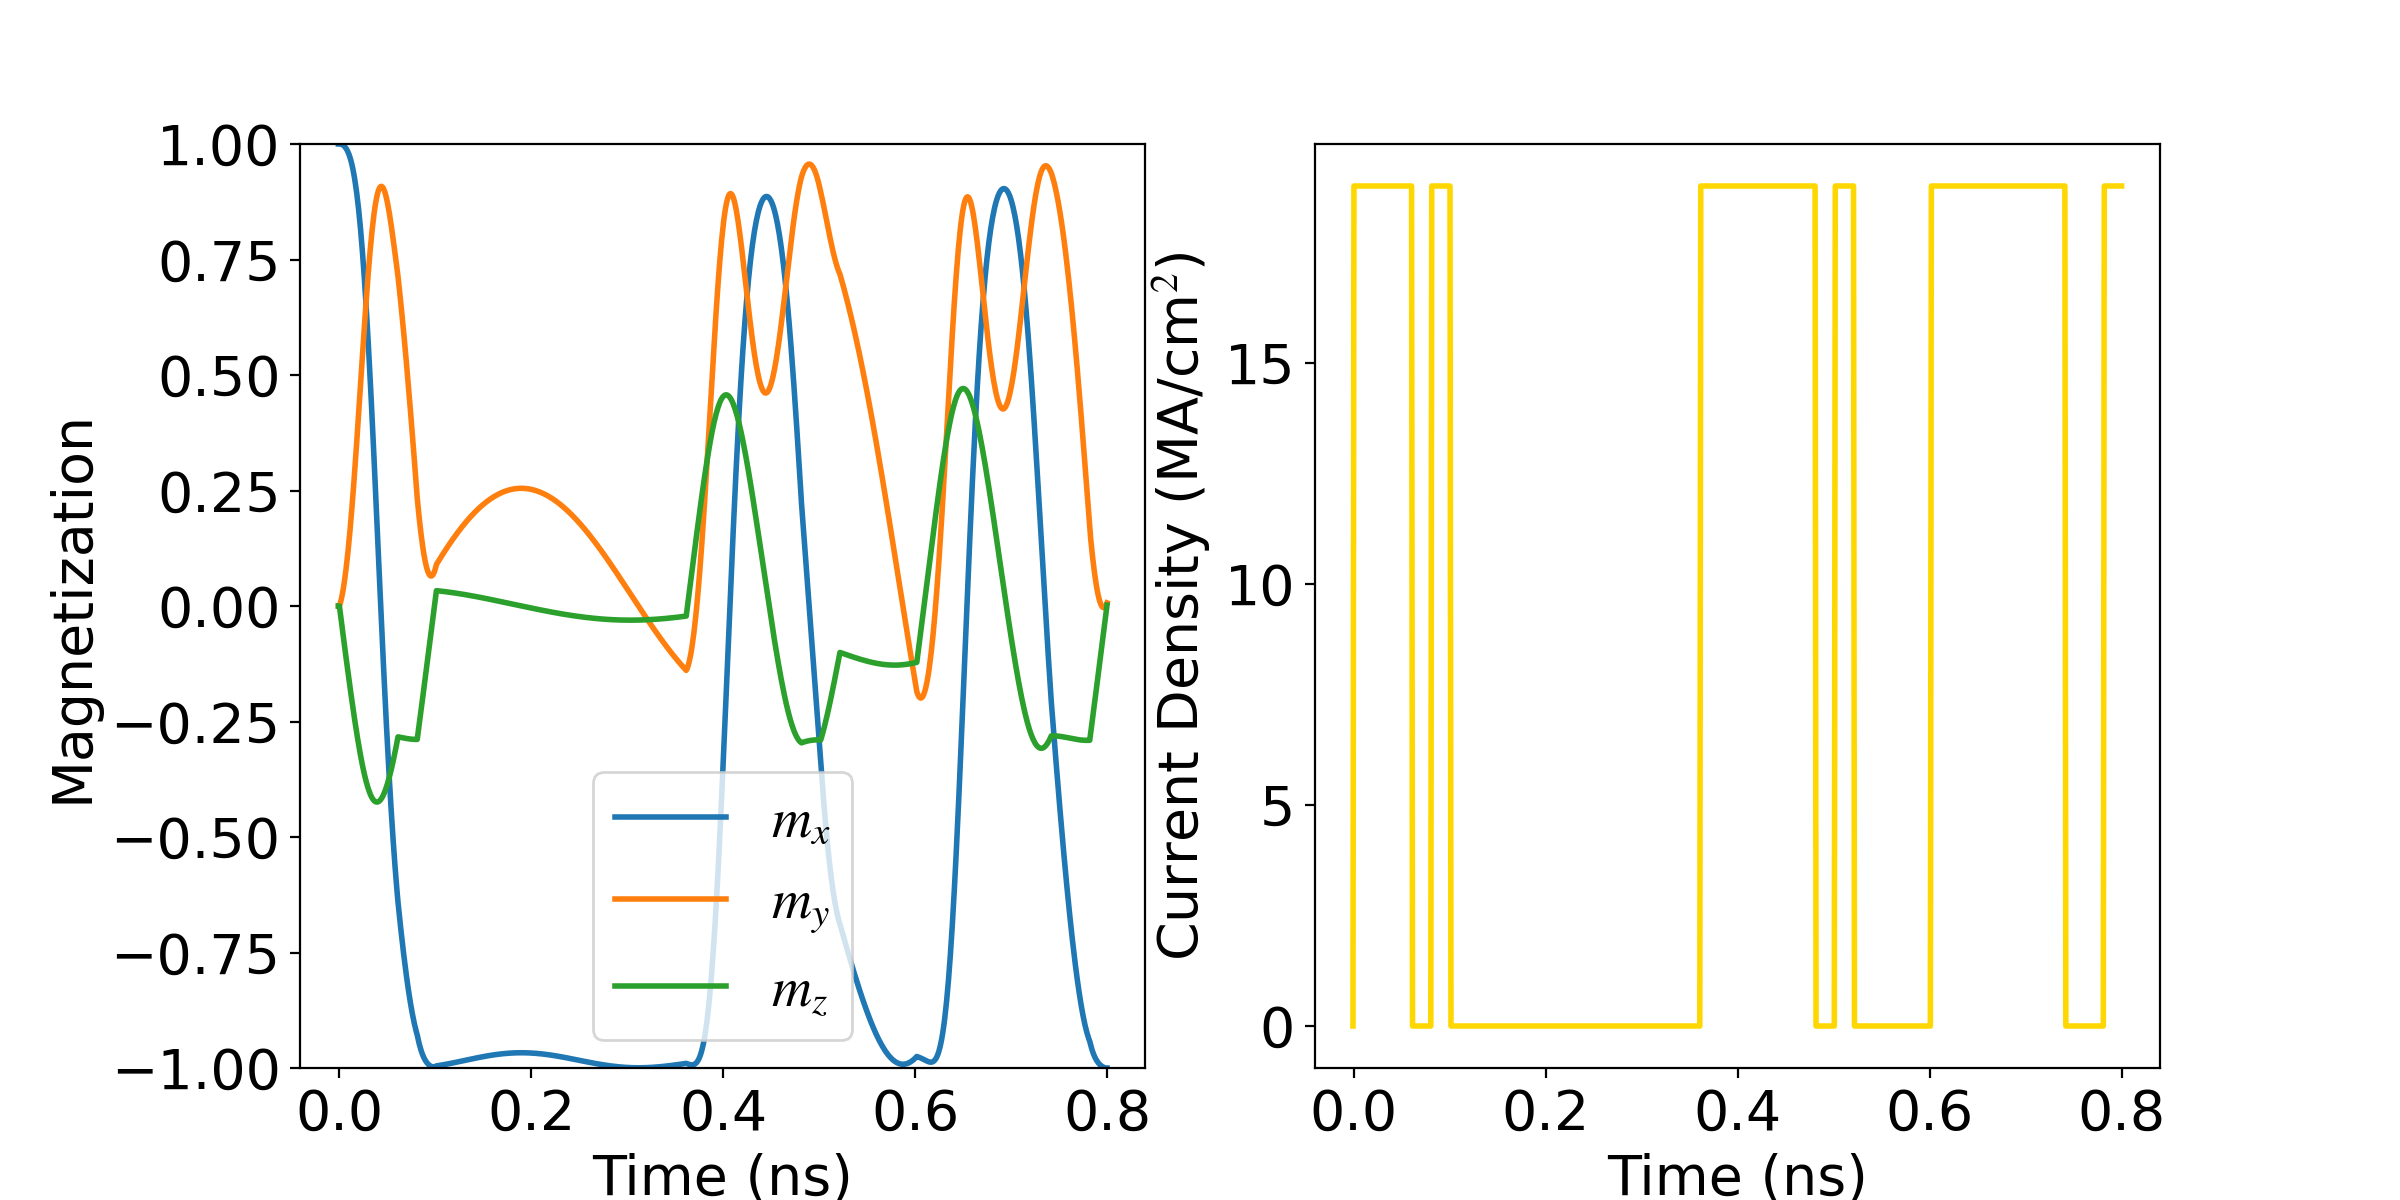 1.00
0.75
0.50
0.25
0.00
−0.25
−0.50
−0.75
−1.00
Magnetization
0.0 0.2 0.4 0.6 0.8
Time (ns)
m_x
m_y
m_z
Current Density (MA/cm²)
15
10
5
0
0.0 0.2 0.4 0.6 0.8
Time (ns)